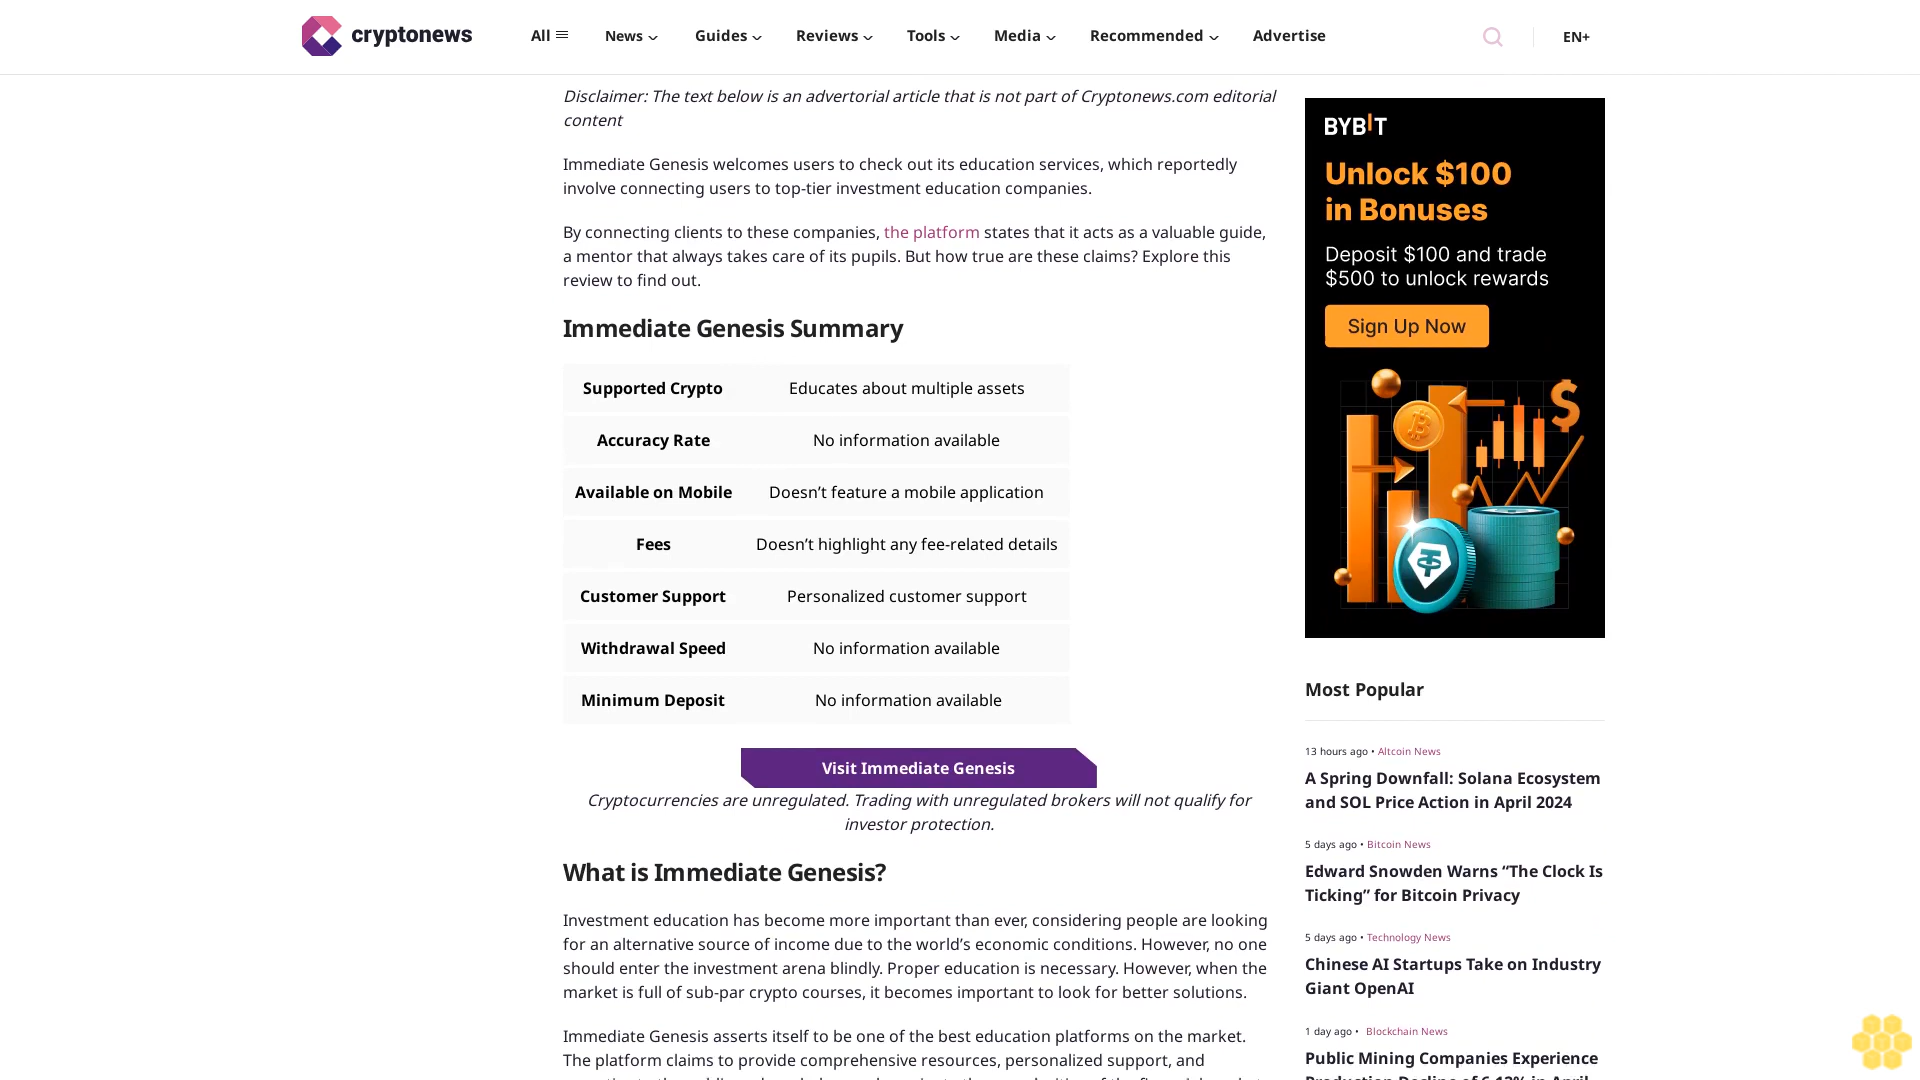 cryptonews
All
News
Guides
Reviews
Tools
Media
Recommended
Advertise
EN+
Disclaimer: The text below is an advertorial article that is not part of Cryptonews.com editorial
content
Immediate Genesis welcomes users to check out its education services, which reportedly
involve connecting users to top-tier investment education companies.
By connecting clients to these companies, the platform states that it acts as a valuable guide,
a mentor that always takes care of its pupils. But how true are these claims? Explore this
review to find out.
Immediate Genesis Summary
Supported Crypto Educates about multiple assets
Accuracy Rate No information available
Available on Mobile Doesn’t feature a mobile application
Fees Doesn’t highlight any fee-related details
Customer Support Personalized customer support
Withdrawal Speed No information available
Minimum Deposit No information available
Visit Immediate Genesis
Cryptocurrencies are unregulated. Trading with unregulated brokers will not qualify for
investor protection.
What is Immediate Genesis?
Investment education has become more important than ever, considering people are looking
for an alternative source of income due to the world’s economic conditions. However, no one
should enter the investment arena blindly. Proper education is necessary. However, when the
market is full of sub-par crypto courses, it becomes important to look for better solutions.
Immediate Genesis asserts itself to be one of the best education platforms on the market.
The platform claims to provide comprehensive resources, personalized support, and
BYBIT
Unlock $100
in Bonuses
Deposit $100 and trade
$500 to unlock rewards
Sign Up Now
Most Popular
13 hours ago • Altcoin News
A Spring Downfall: Solana Ecosystem
and SOL Price Action in April 2024
5 days ago • Bitcoin News
Edward Snowden Warns “The Clock Is
Ticking” for Bitcoin Privacy
5 days ago • Technology News
Chinese AI Startups Take on Industry
Giant OpenAI
1 day ago • Blockchain News
Public Mining Companies Experience
Production Decline of 6-12% in April